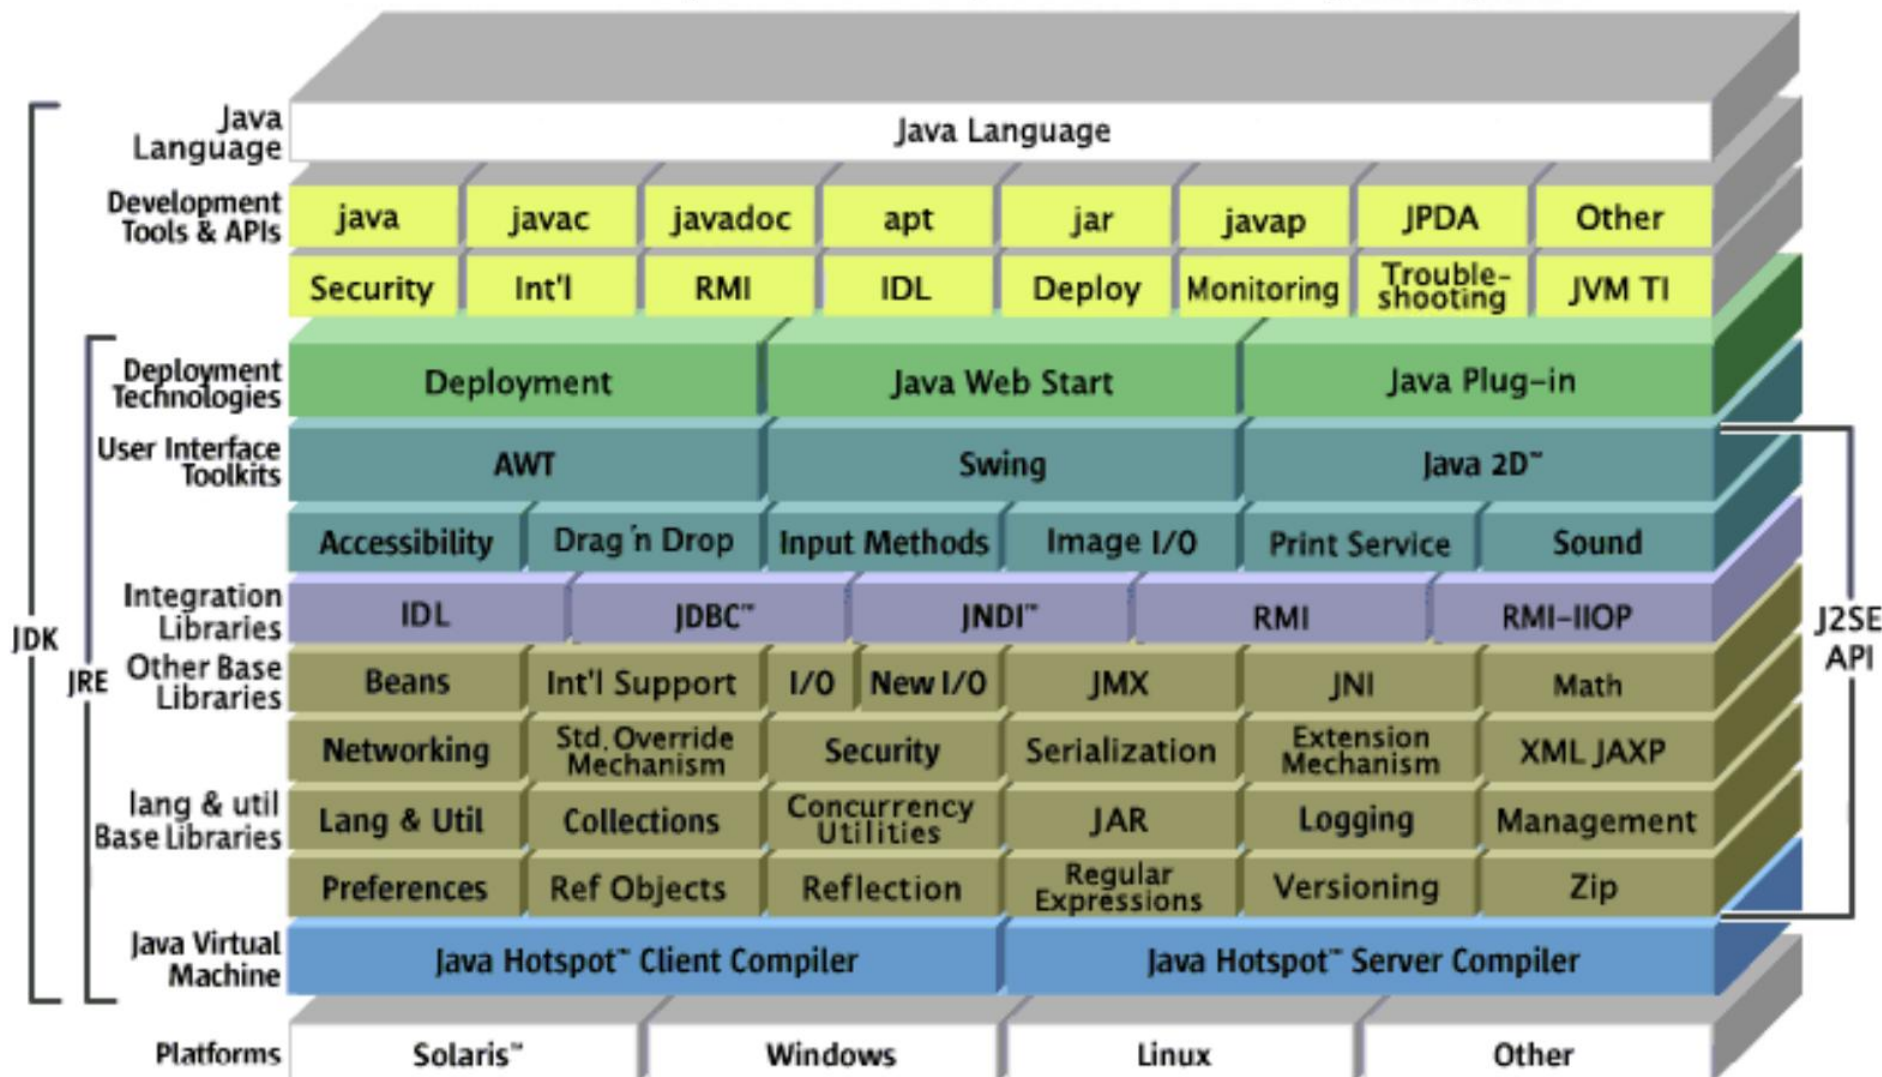 Java
Language
Java Language
Development
Tools & APIs
java
javac
javadoc
apt
jar
javap
JPDA
Other
Security
Int'l
RMI
IDL
Deploy
Monitoring
Trouble-
shooting
JVM TI
Deployment
Technologies
Deployment
Java Web Start
Java Plug-in
User Interface
Toolkits
AWT
Swing
Java 2D™
Accessibility
Drag 'n Drop
Input Methods
Image I/O
Print Service
Sound
Integration
Libraries
IDL
JDBC™
JNDI™
RMI
RMI-IIOP
JDK
JRE
J2SE
API
Other Base
Libraries
Beans
Int'l Support
I/O
New I/O
JMX
JNI
Math
Networking
Std. Override
Mechanism
Security
Serialization
Extension
Mechanism
XML JAXP
lang & util
Base Libraries
Lang & Util
Collections
Concurrency
Utilities
JAR
Logging
Management
Preferences
Ref Objects
Reflection
Regular
Expressions
Versioning
Zip
Java Virtual
Machine
Java Hotspot™ Client Compiler
Java Hotspot™ Server Compiler
Platforms
Solaris™
Windows
Linux
Other